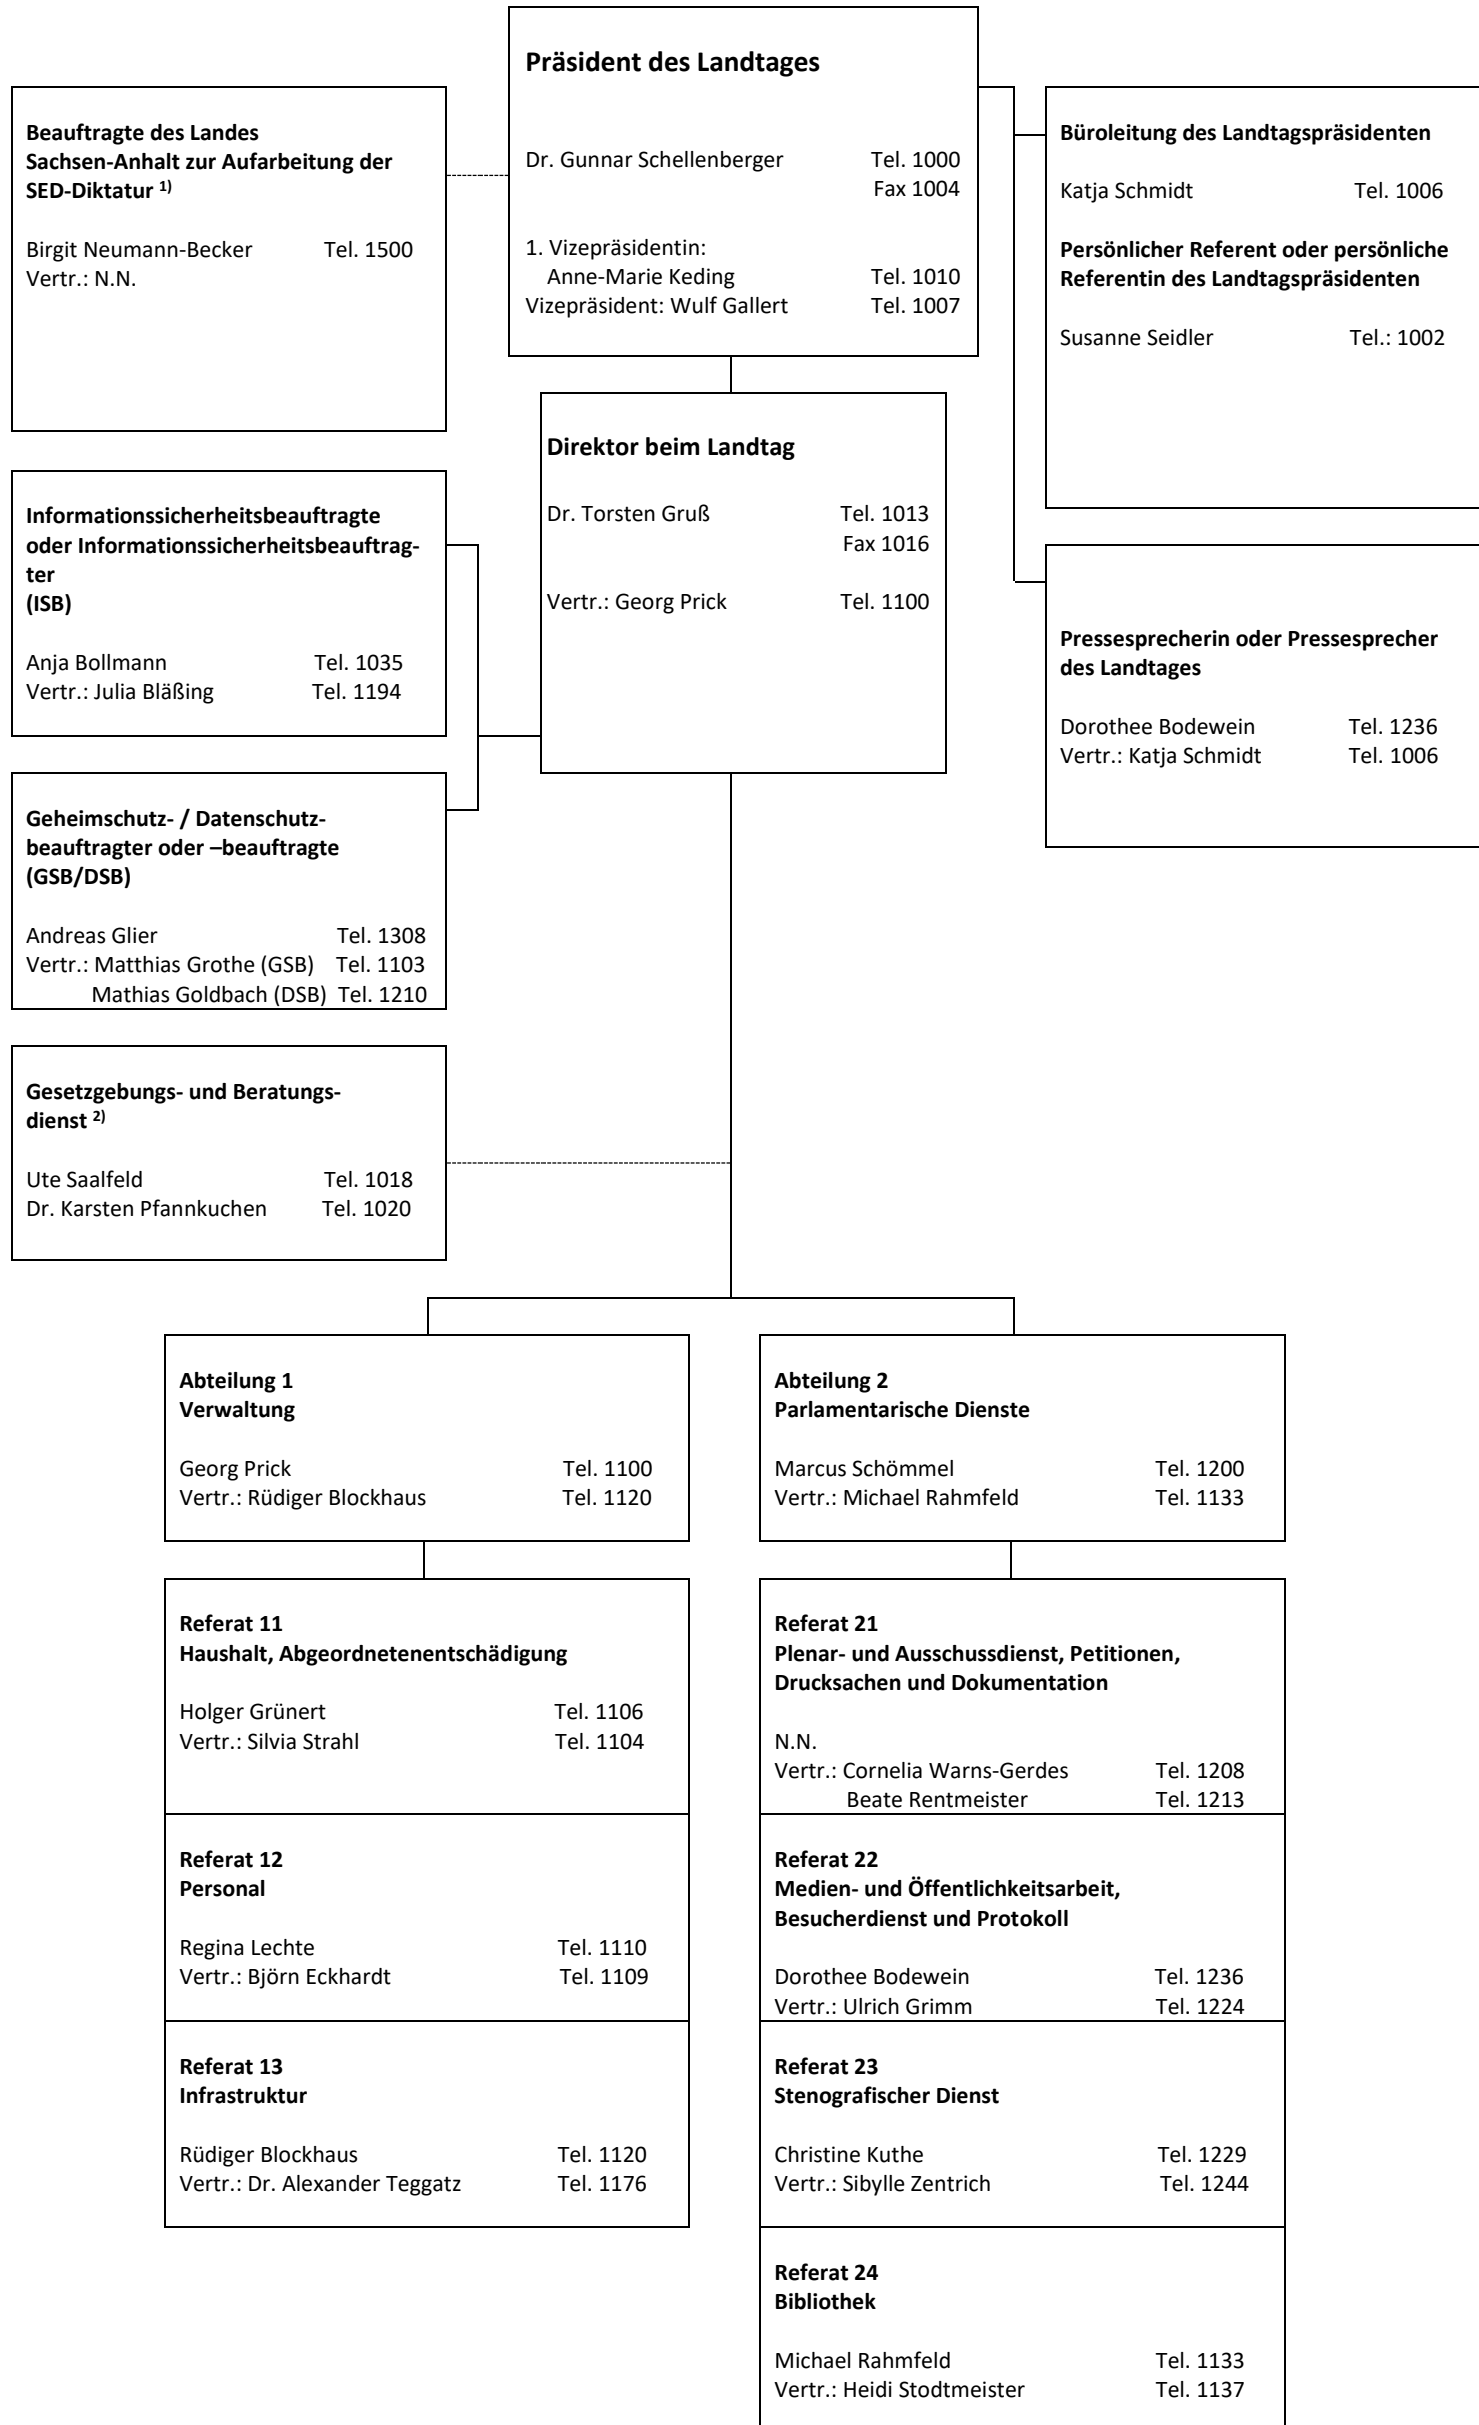 Präsident des Landtages
Dr. Gunnar Schellenberger Tel. 1000
Fax 1004
1. Vizepräsidentin:
Anne-Marie Keding Tel. 1010
Vizepräsident: Wulf Gallert Tel. 1007
Beauftragte des Landes
Sachsen-Anhalt zur Aufarbeitung der
SED-Diktatur 1)
Birgit Neumann-Becker Tel. 1500
Vertr.: N.N.
Büroleitung des Landtagspräsidenten
Katja Schmidt Tel. 1006
Persönlicher Referent oder persönliche
Referentin des Landtagspräsidenten
Susanne Seidler Tel.: 1002
Direktor beim Landtag
Dr. Torsten Gruß Tel. 1013
Fax 1016
Vertr.: Georg Prick Tel. 1100
Informationssicherheitsbeauftragte
oder Informationssicherheitsbeauftrag-
ter
(ISB)
Anja Bollmann Tel. 1035
Vertr.: Julia Bläßing Tel. 1194
Pressesprecherin oder Pressesprecher
des Landtages
Dorothee Bodewein Tel. 1236
Vertr.: Katja Schmidt Tel. 1006
Geheimschutz- / Datenschutz-
beauftragter oder –beauftragte
(GSB/DSB)
Andreas Glier Tel. 1308
Vertr.: Matthias Grothe (GSB) Tel. 1103
Mathias Goldbach (DSB) Tel. 1210
Gesetzgebungs- und Beratungs-
dienst 2)
Ute Saalfeld Tel. 1018
Dr. Karsten Pfannkuchen Tel. 1020
Abteilung 1
Verwaltung
Georg Prick Tel. 1100
Vertr.: Rüdiger Blockhaus Tel. 1120
Referat 11
Haushalt, Abgeordnetenentschädigung
Holger Grünert Tel. 1106
Vertr.: Silvia Strahl Tel. 1104
Referat 12
Personal
Regina Lechte Tel. 1110
Vertr.: Björn Eckhardt Tel. 1109
Referat 13
Infrastruktur
Rüdiger Blockhaus Tel. 1120
Vertr.: Dr. Alexander Teggatz Tel. 1176
Abteilung 2
Parlamentarische Dienste
Marcus Schömmel Tel. 1200
Vertr.: Michael Rahmfeld Tel. 1133
Referat 21
Plenar- und Ausschussdienst, Petitionen,
Drucksachen und Dokumentation
N.N.
Vertr.: Cornelia Warns-Gerdes Tel. 1208
Beate Rentmeister Tel. 1213
Referat 22
Medien- und Öffentlichkeitsarbeit,
Besucherdienst und Protokoll
Dorothee Bodewein Tel. 1236
Vertr.: Ulrich Grimm Tel. 1224
Referat 23
Stenografischer Dienst
Christine Kuthe Tel. 1229
Vertr.: Sibylle Zentrich Tel. 1244
Referat 24
Bibliothek
Michael Rahmfeld Tel. 1133
Vertr.: Heidi Stodtmeister Tel. 1137